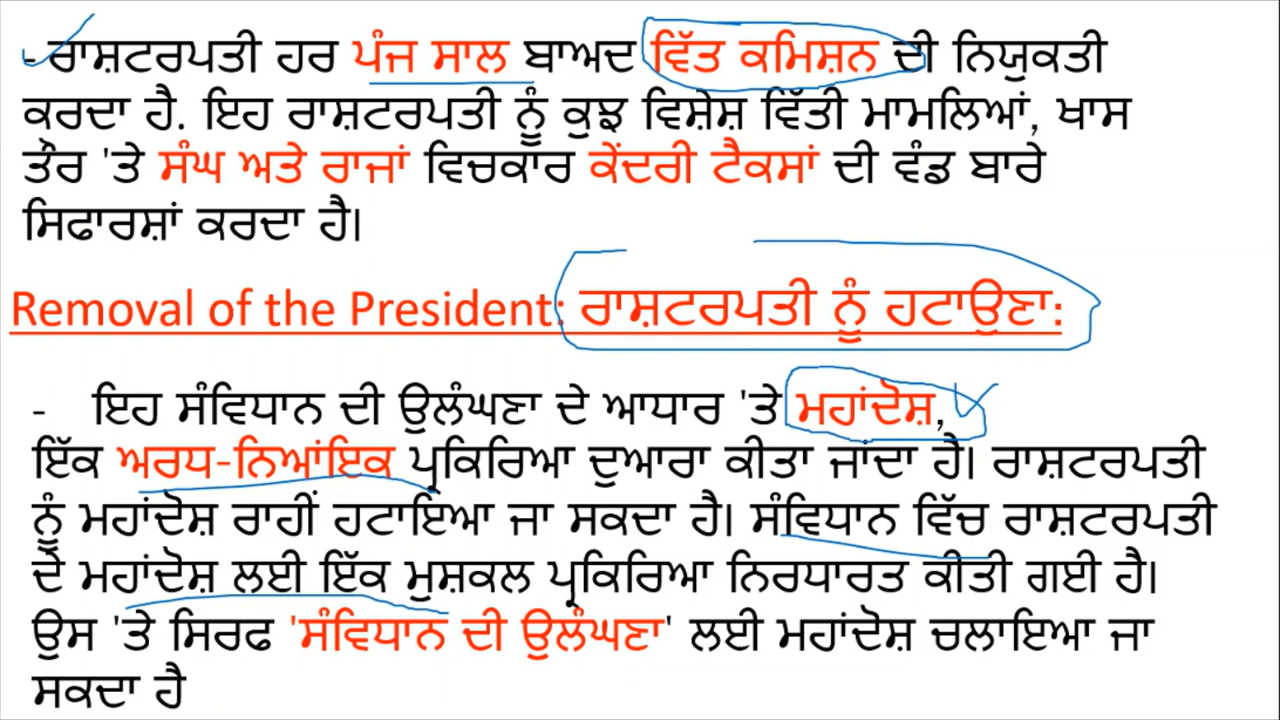 - ਰਾਸ਼ਟਰਪਤੀ ਹਰ ਪੰਜ ਸਾਲ ਬਾਅਦ ਵਿੱਤ ਕਮਿਸ਼ਨ ਦੀ ਨਿਯੁਕਤੀ
ਕਰਦਾ ਹੈ. ਇਹ ਰਾਸ਼ਟਰਪਤੀ ਨੂੰ ਕੁਝ ਵਿਸ਼ੇਸ਼ ਵਿੱਤੀ ਮਾਮਲਿਆਂ, ਖਾਸ
ਤੌਰ 'ਤੇ ਸੰਘ ਅਤੇ ਰਾਜਾਂ ਵਿਚਕਾਰ ਕੇਂਦਰੀ ਟੈਕਸਾਂ ਦੀ ਵੰਡ ਬਾਰੇ
ਸਿਫਾਰਸ਼ਾਂ ਕਰਦਾ ਹੈ।
Removal of the President: ਰਾਸ਼ਟਰਪਤੀ ਨੂੰ ਹਟਾਉਣਾ:
- ਇਹ ਸੰਵਿਧਾਨ ਦੀ ਉਲੰਘਣਾ ਦੇ ਆਧਾਰ 'ਤੇ ਮਹਾਂਦੋਸ਼,
ਇੱਕ ਅਰਧ-ਨਿਆਂਇਕ ਪ੍ਰਕਿਰਿਆ ਦੁਆਰਾ ਕੀਤਾ ਜਾਂਦਾ ਹੈ। ਰਾਸ਼ਟਰਪਤੀ
ਨੂੰ ਮਹਾਂਦੋਸ਼ ਰਾਹੀਂ ਹਟਾਇਆ ਜਾ ਸਕਦਾ ਹੈ। ਸੰਵਿਧਾਨ ਵਿੱਚ ਰਾਸ਼ਟਰਪਤੀ
ਦੇ ਮਹਾਂਦੋਸ਼ ਲਈ ਇੱਕ ਮੁਸ਼ਕਲ ਪ੍ਰਕਿਰਿਆ ਨਿਰਧਾਰਤ ਕੀਤੀ ਗਈ ਹੈ।
ਉਸ 'ਤੇ ਸਿਰਫ 'ਸੰਵਿਧਾਨ ਦੀ ਉਲੰਘਣਾ' ਲਈ ਮਹਾਂਦੋਸ਼ ਚਲਾਇਆ ਜਾ
ਸਕਦਾ ਹੈ